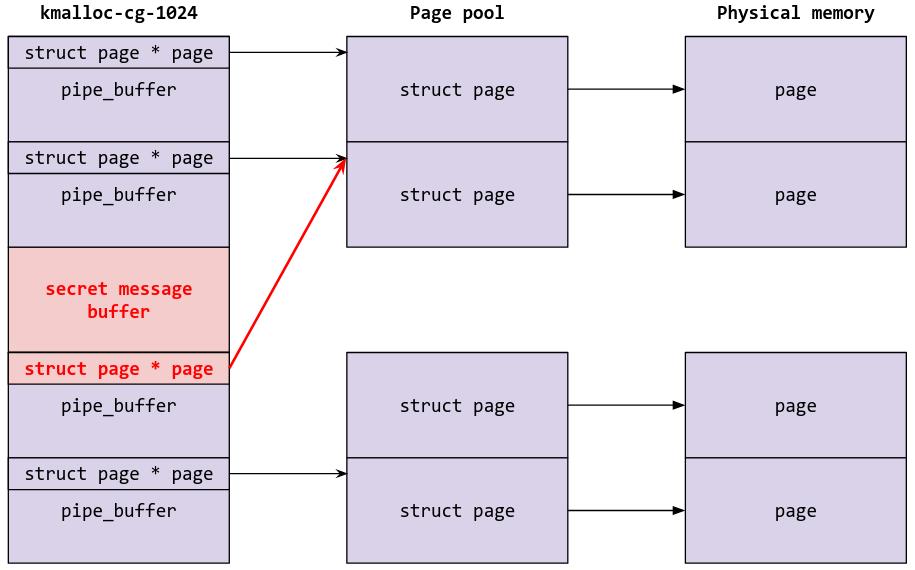 kmalloc-cg-1024
struct page * page
pipe_buffer
struct page * page
pipe_buffer
secret message
buffer
struct page * page
pipe_buffer
struct page * page
pipe_buffer
Page pool
struct page
struct page
struct page
struct page
Physical memory
page
page
page
page